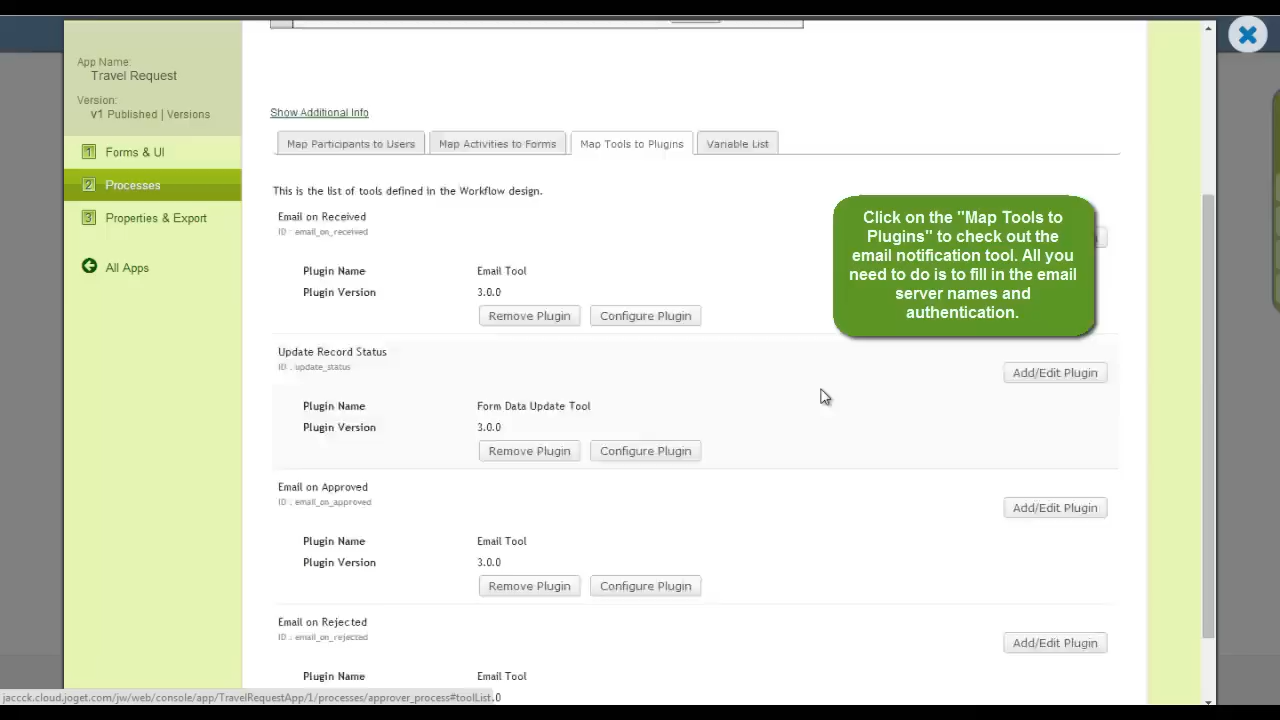 App Name:
Travel Request
Version:
v1 Published | Versions
1 Forms & UI
2 Processes
3 Properties & Export
All Apps
Show Additional Info
Map Participants to Users
Map Activities to Forms
Map Tools to Plugins
Variable List
This is the list of tools defined in the Workflow design.
Email on Received
ID : email_on_received
Plugin Name Email Tool
Plugin Version 3.0.0
Remove Plugin Configure Plugin
Click on the "Map Tools to
Plugins" to check out the
email notification tool. All you
need to do is to fill in the email
server names and
authentication.
Update Record Status
ID : update_status
Add/Edit Plugin
Plugin Name Form Data Update Tool
Plugin Version 3.0.0
Remove Plugin Configure Plugin
Email on Approved
ID : email_on_approved
Add/Edit Plugin
Plugin Name Email Tool
Plugin Version 3.0.0
Remove Plugin Configure Plugin
Email on Rejected
ID : email_on_rejected
Add/Edit Plugin
Plugin Name Email Tool
jaccck.cloud.joget.com/jw/web/console/app/TravelRequestApp/1/processes/approver_process#toolList